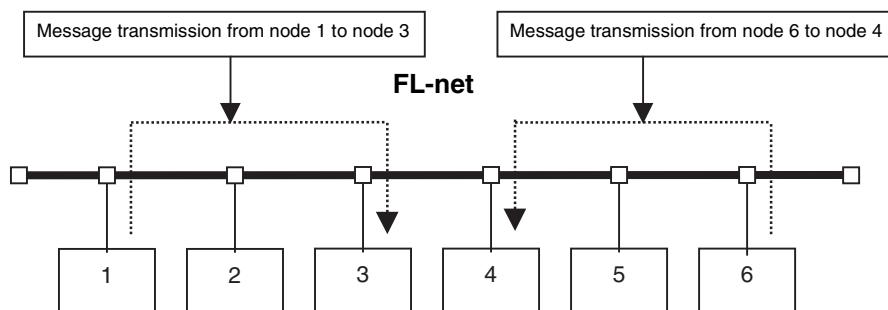 Message transmission from node 1 to node 3
Message transmission from node 6 to node 4
FL-net
1 2 3 4 5 6